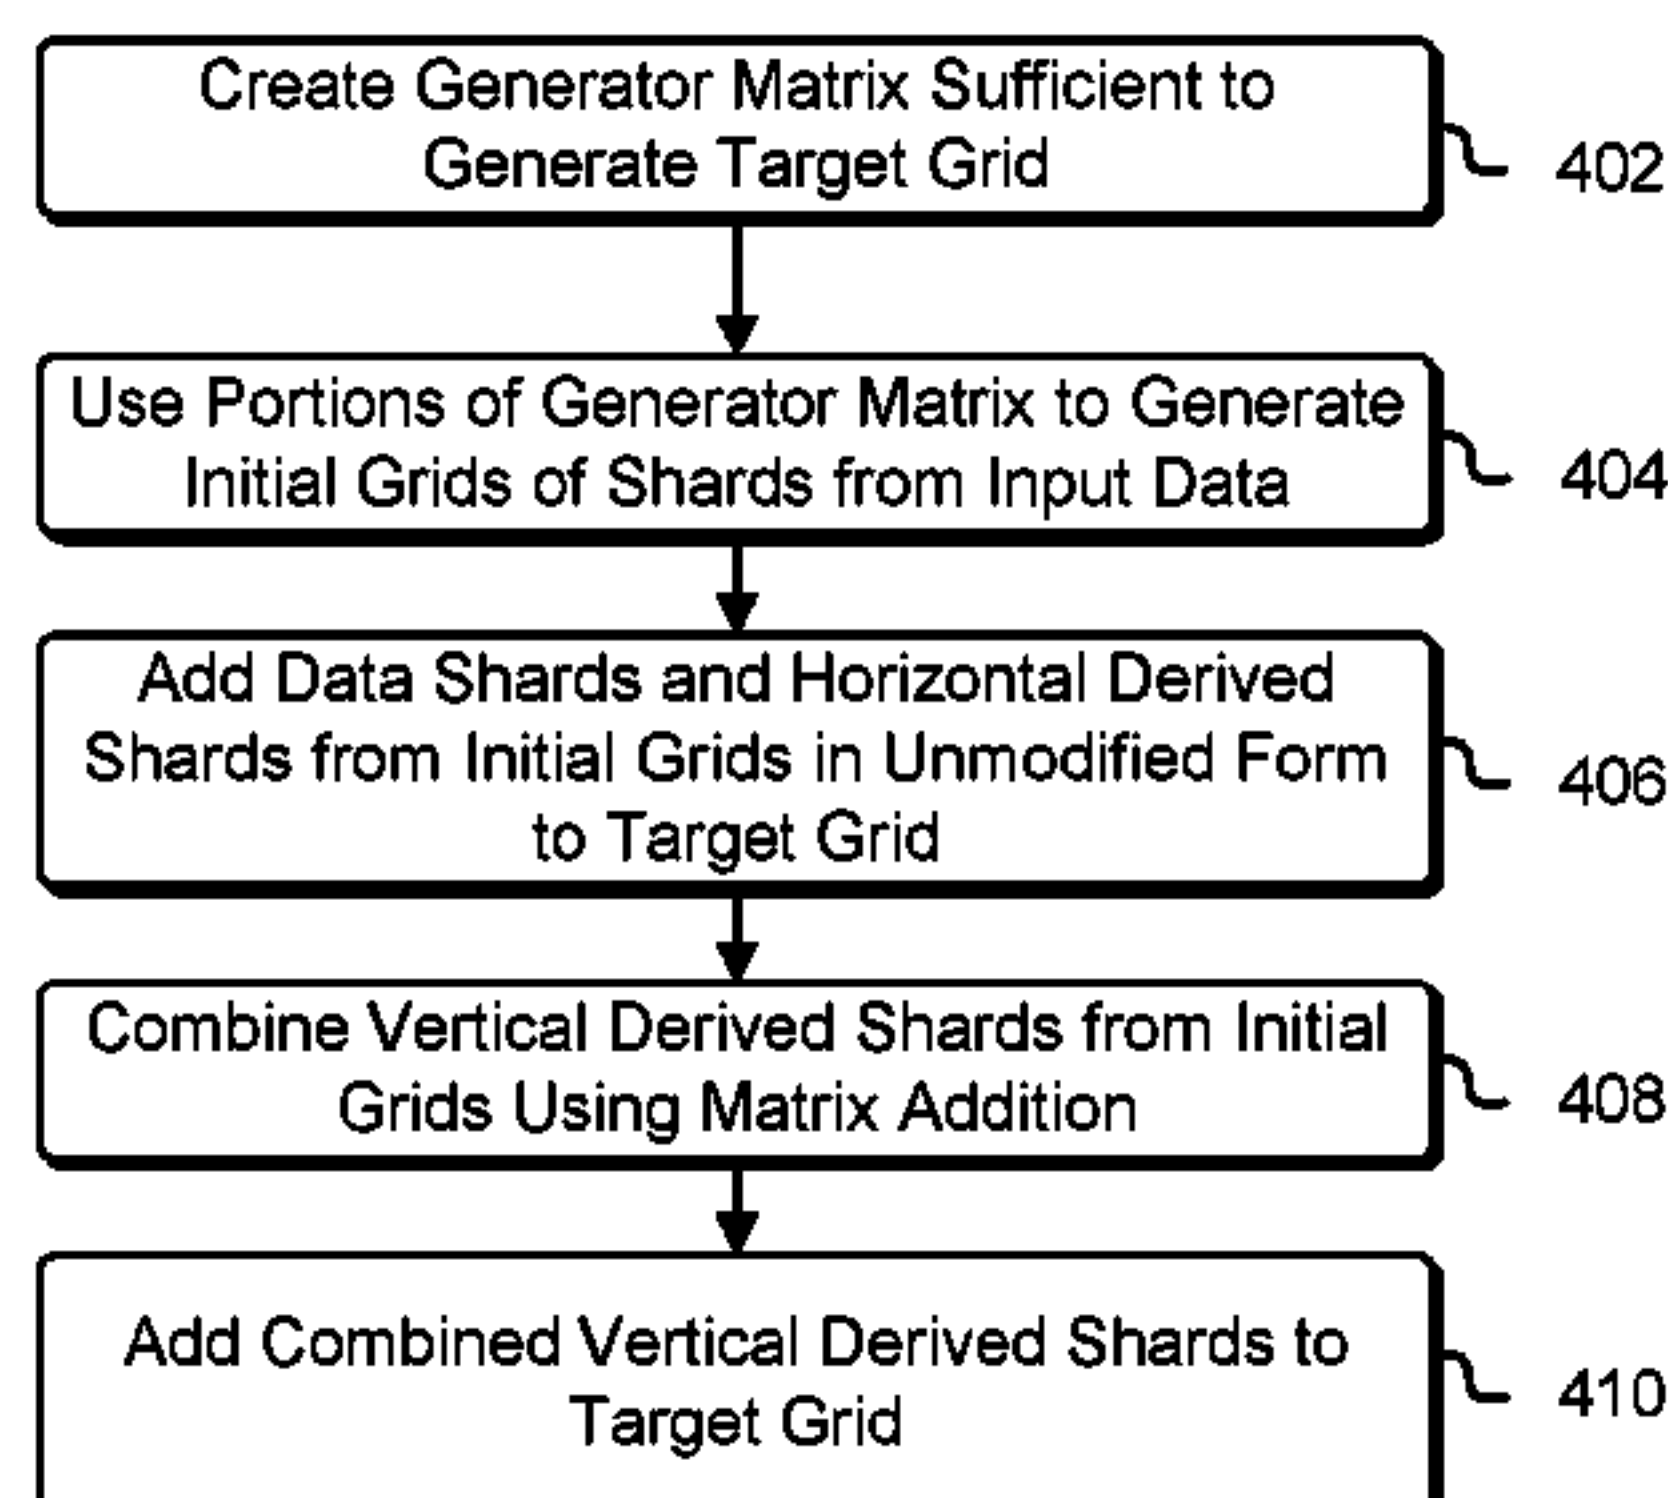 Create Generator Matrix Sufficient to
Generate Target Grid
402
Use Portions of Generator Matrix to Generate
Initial Grids of Shards from Input Data
404
Add Data Shards and Horizontal Derived
Shards from Initial Grids in Unmodified Form
to Target Grid
406
Combine Vertical Derived Shards from Initial
Grids Using Matrix Addition
408
Add Combined Vertical Derived Shards to
Target Grid
410